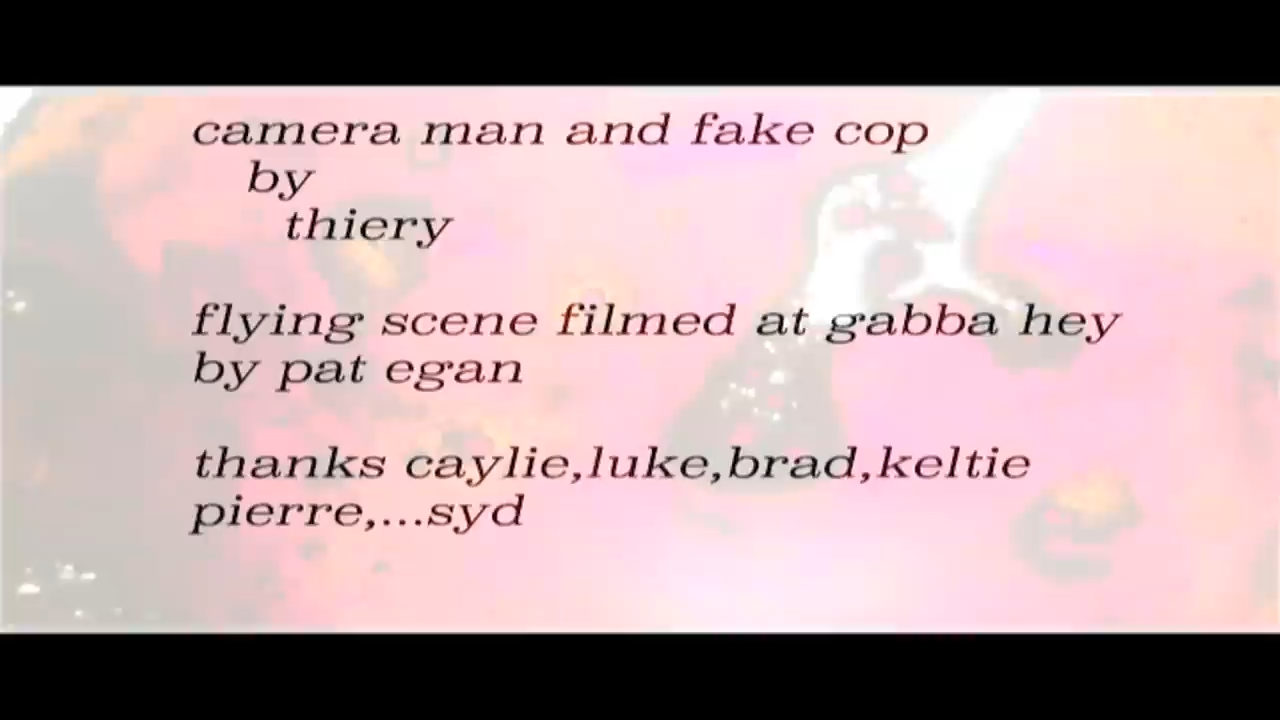 camera man and fake cop
by
thiery
flying scene filmed at gabba hey
by pat egan
thanks caylie,luke,brad,keltie
pierre,...syd